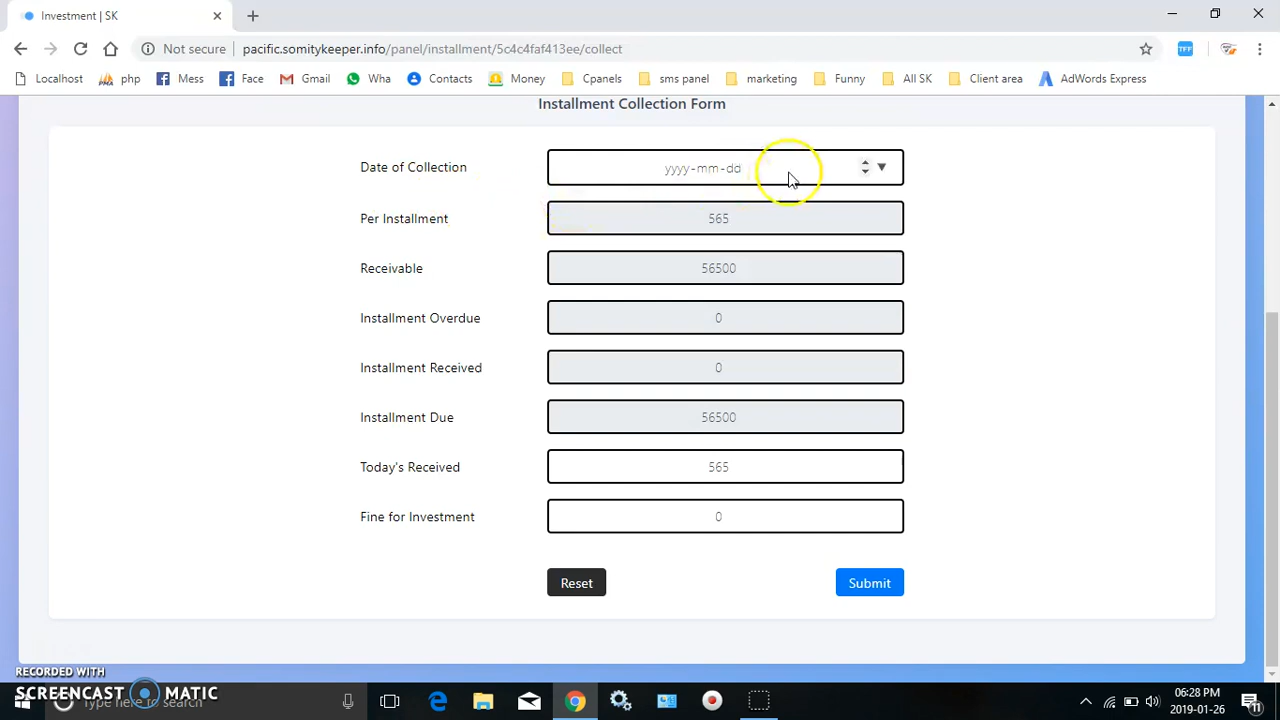 Investment | SK
Not secure pacific.somitykeeper.info/panel/installment/5c4c4faf413ee/collect
Localhost php Mess Face Gmail Wha Contacts Money Cpanels sms panel marketing Funny All SK Client area AdWords Express
TFF
Installment Collection Form
Date of Collection yyyy-mm-dd
Per Installment 565
Receivable 56500
Installment Overdue 0
Installment Received 0
Installment Due 56500
Today's Received 565
Fine for Investment 0
Reset Submit
RECORDED WITH
SCREENCAST MATIC
Type here to search
06:28 PM
2019-01-26
11